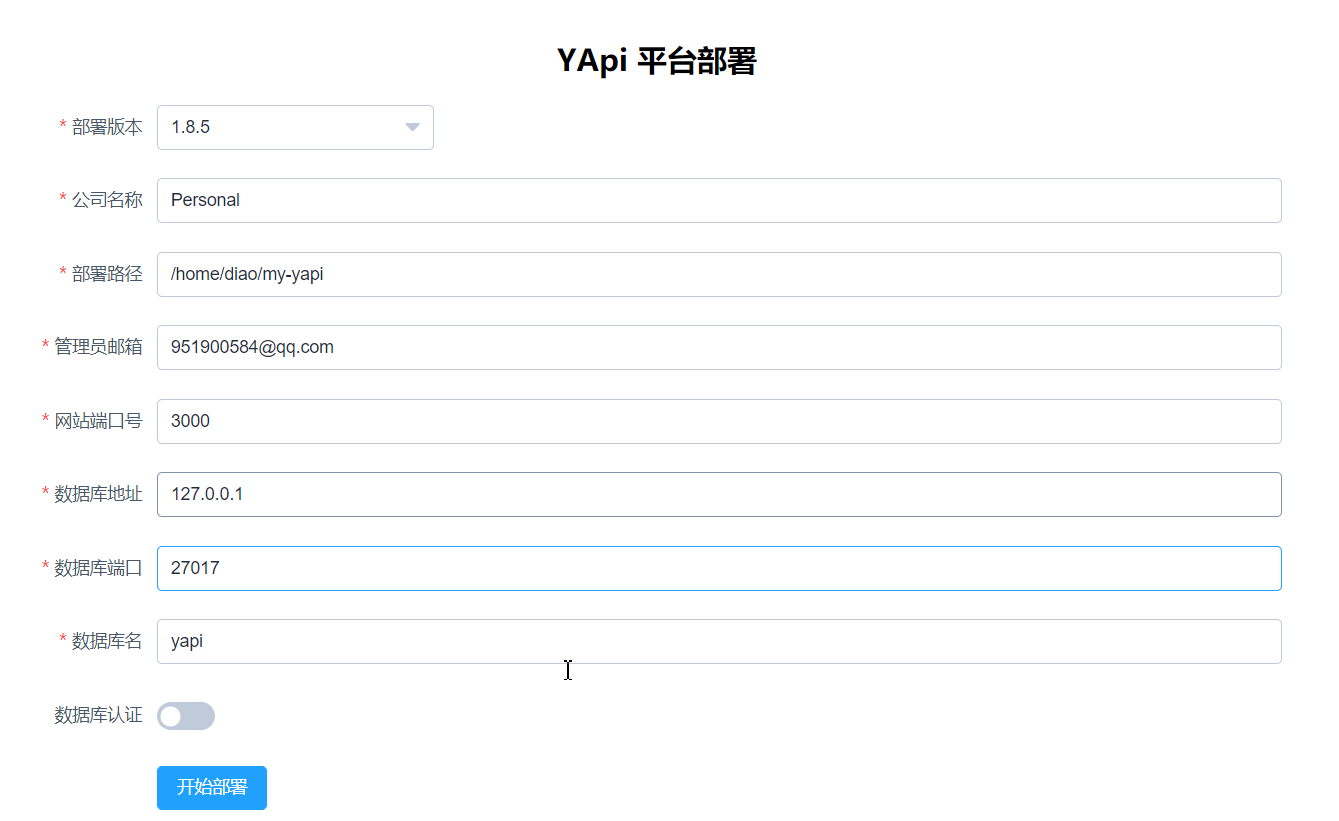 YApi 平台部署
* 部署版本 1.8.5
* 公司名称 Personal
* 部署路径 /home/diao/my-yapi
* 管理员邮箱 951900584@qq.com
* 网站端口号 3000
* 数据库地址 127.0.0.1
* 数据库端口 27017
* 数据库名 yapi
数据库认证
开始部署